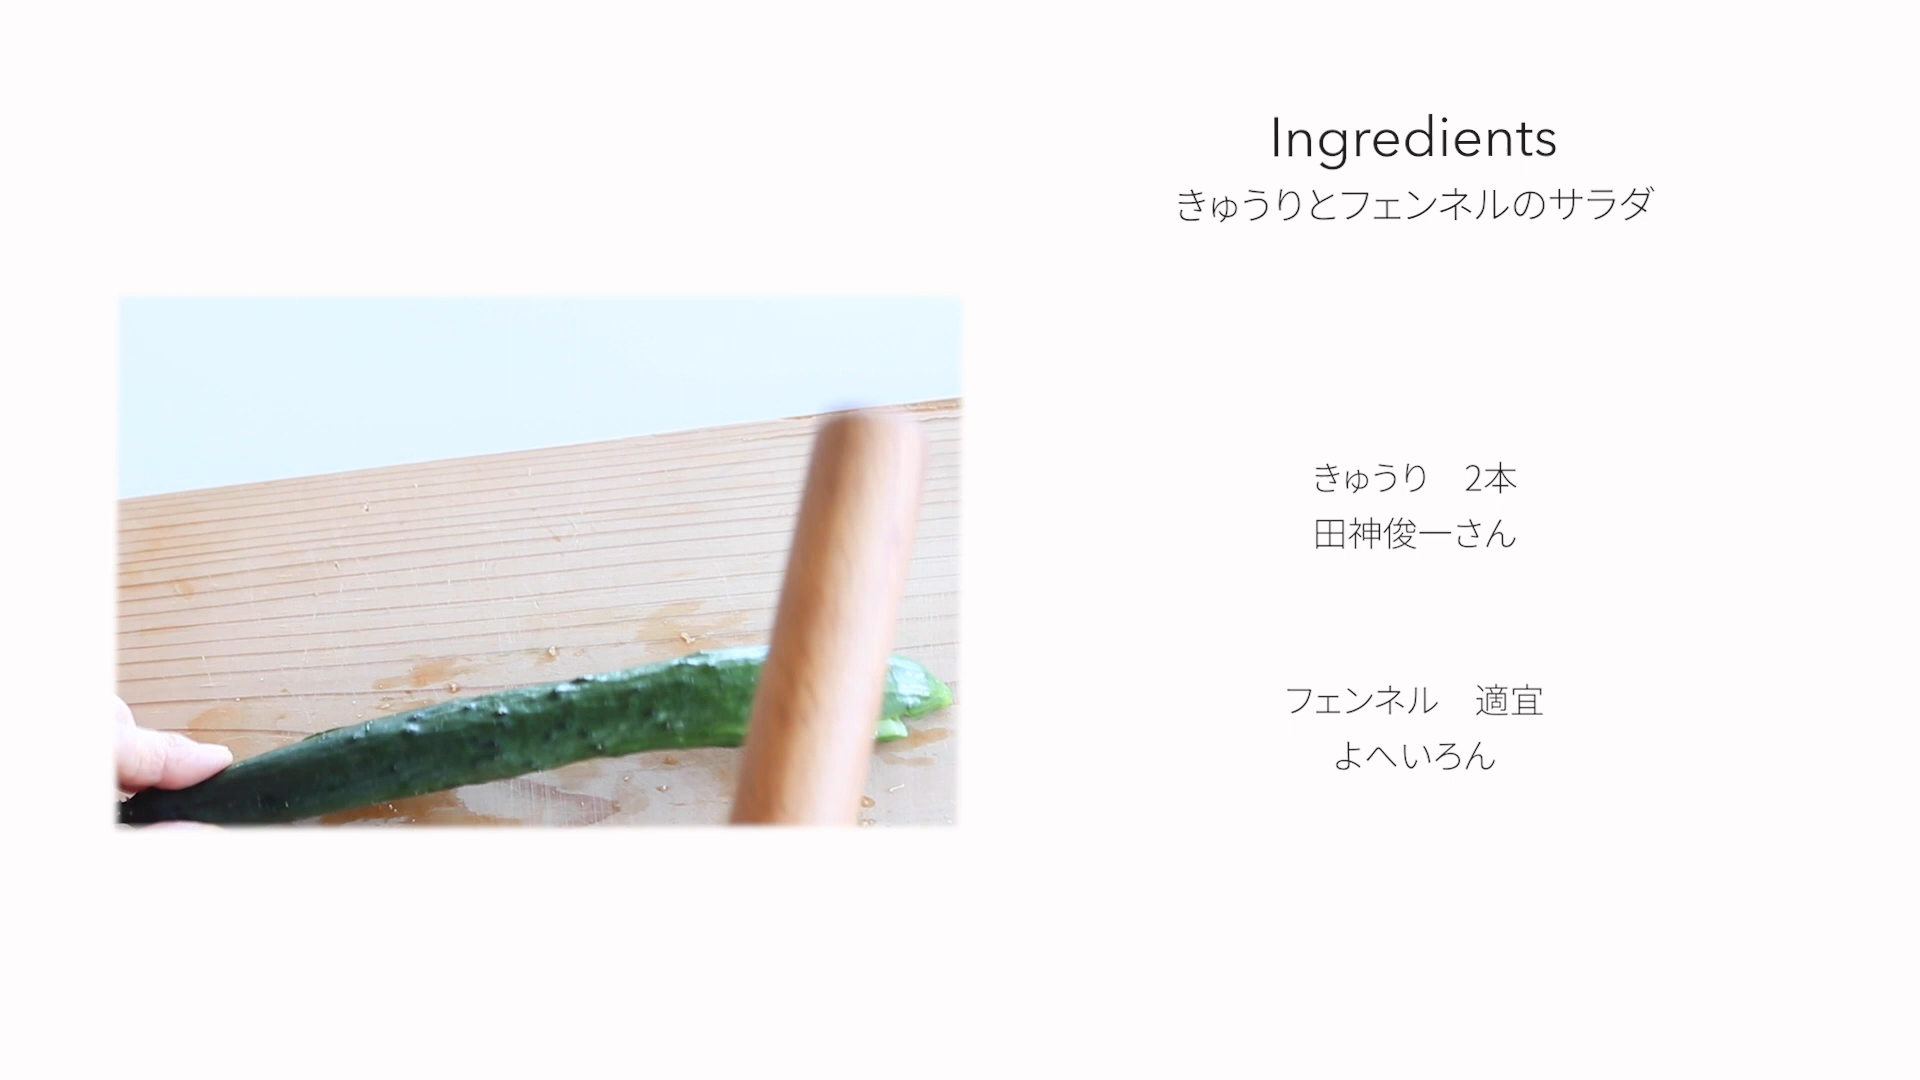 Ingredients
きゅうりとフェンネルのサラダ
きゅうり　2本
田神俊一さん
フェンネル　適宜
よへいろん